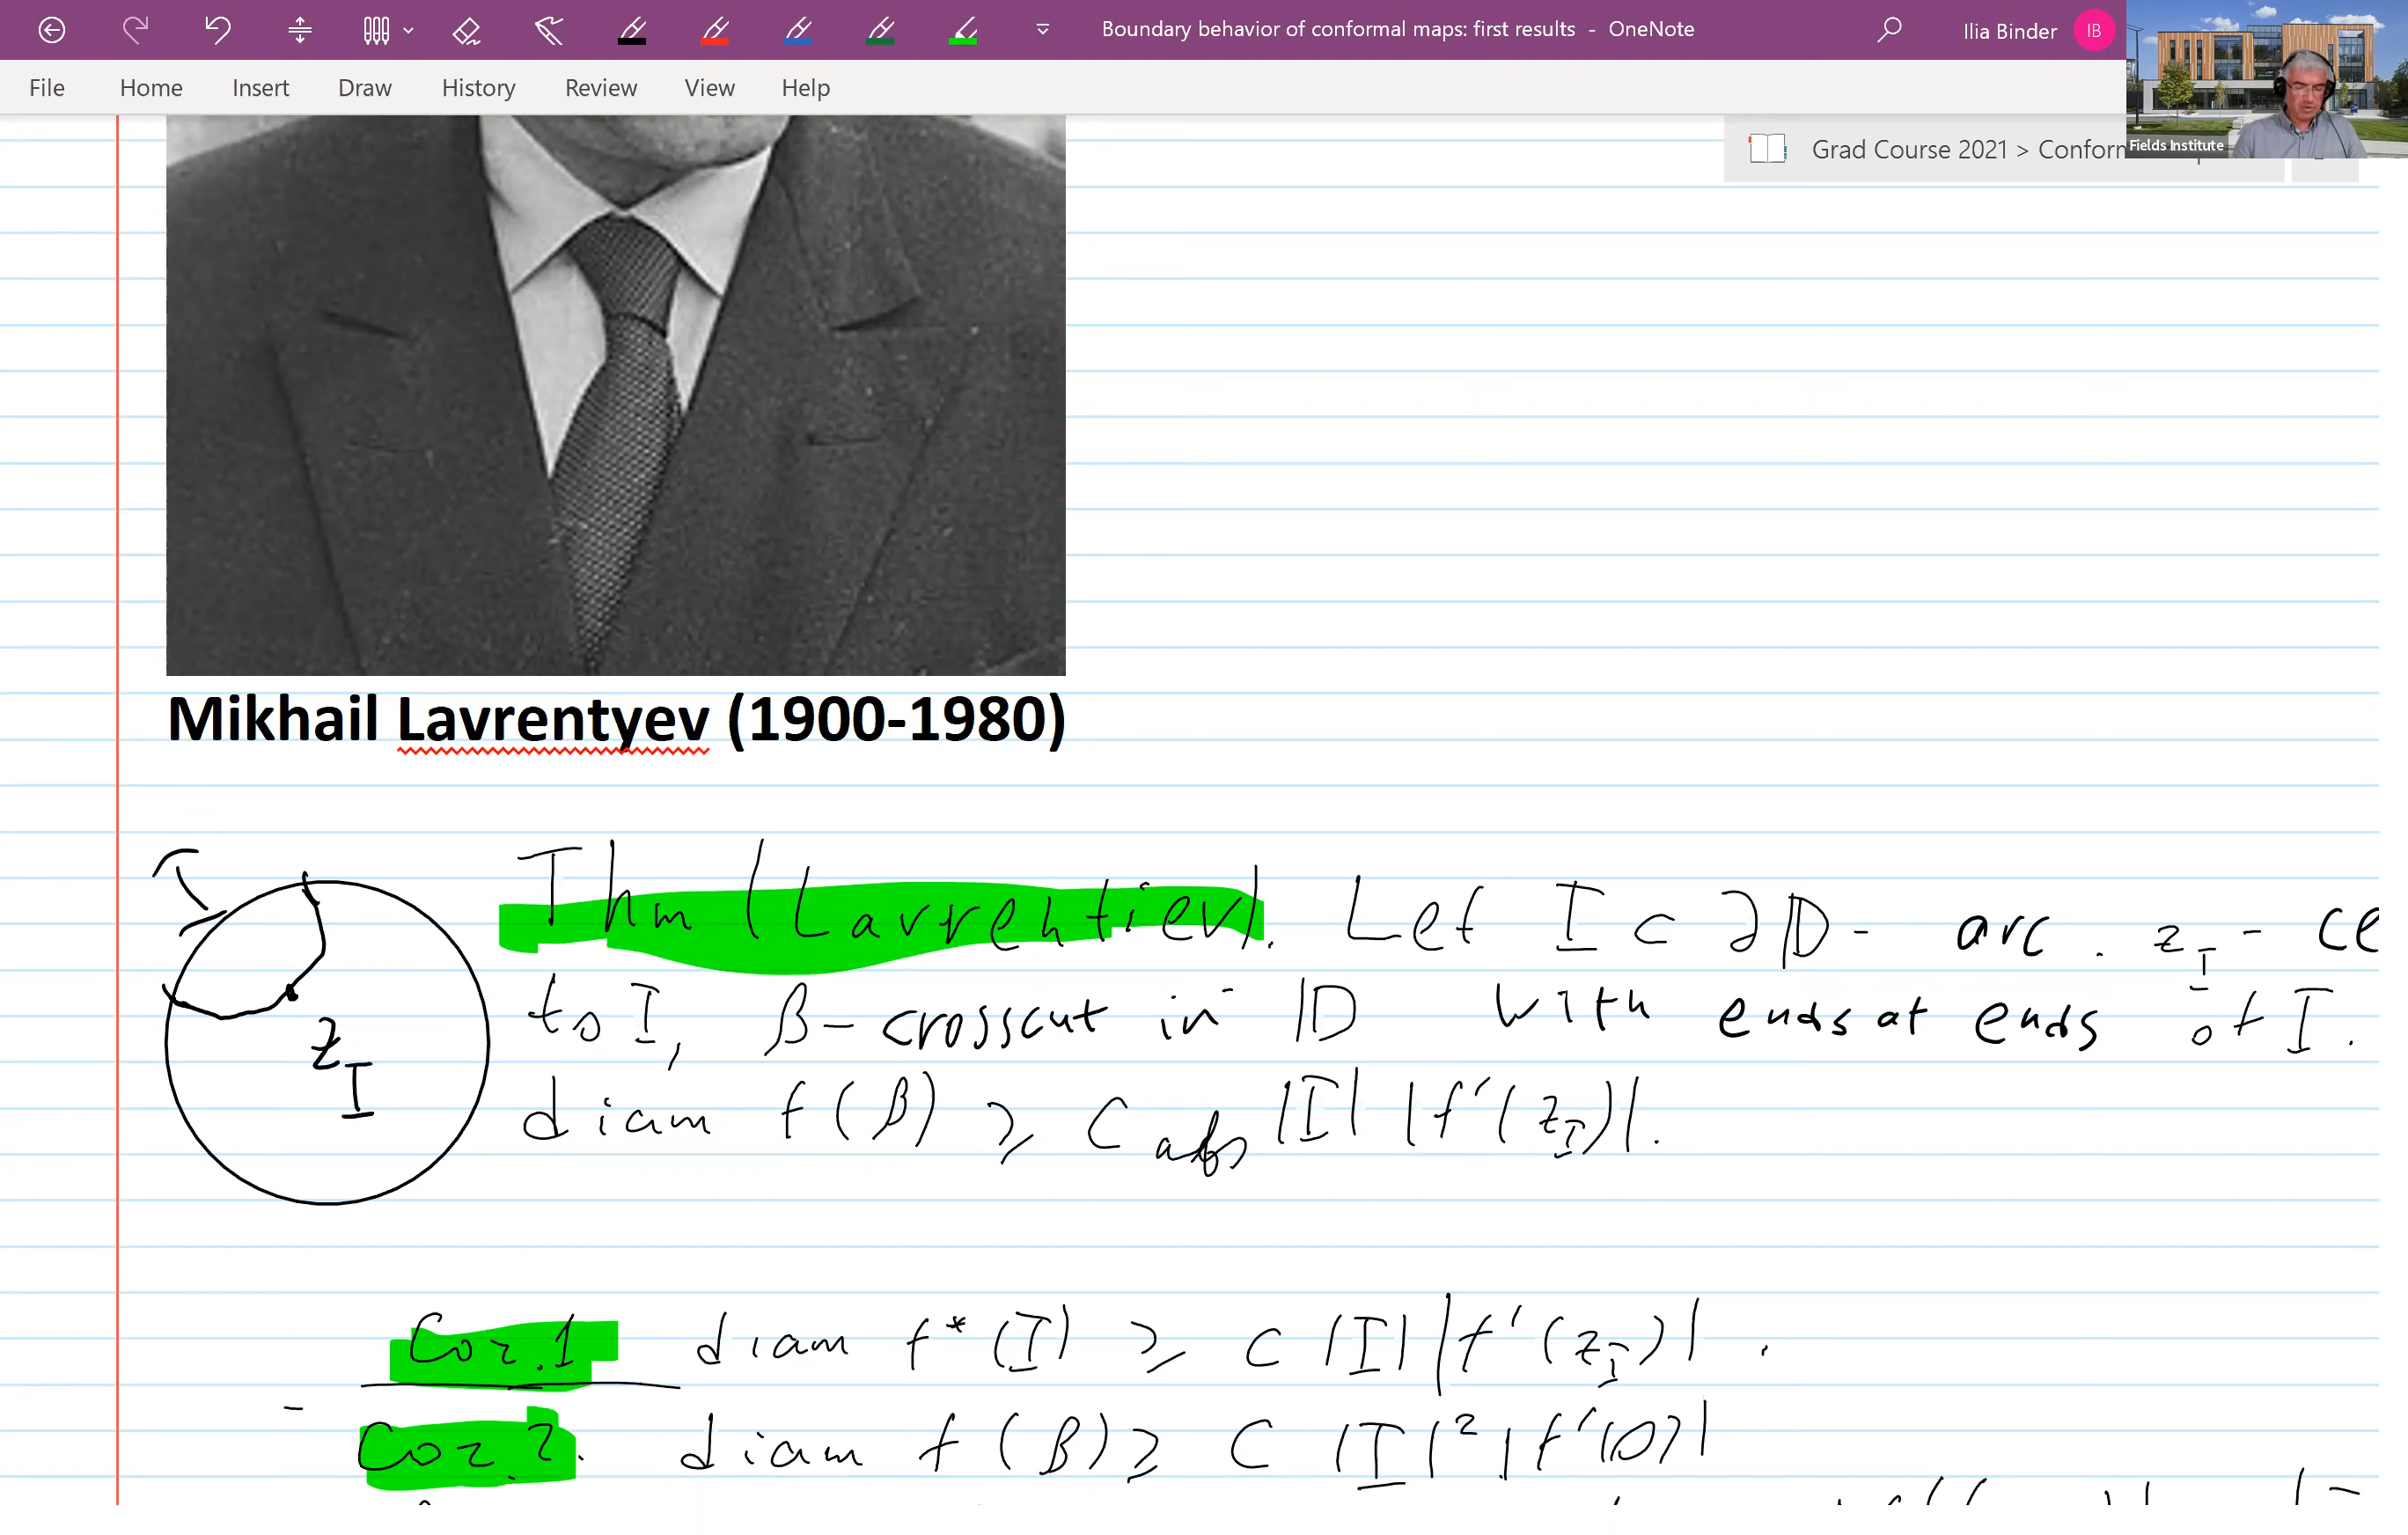 Boundary behavior of conformal maps: first results - OneNote
Ilia Binder
IB
File Home Insert Draw History Review View Help
Grad Course 2021 > Conform
Fields Institute
Mikhail Lavrentyev (1900-1980)
I
Thm (Lavrentiev). Let I ⊂ ∂D - arc. z_I - ce
to I, β - crosscut in D with ends at ends of I.
z_I
diam f(β) ≥ C abs |I| |f'(z_I)|.
Cor. 1 diam f*(I) ≥ C |I| |f'(z_I)|.
Cor. 2. diam f(β) ≥ C |I|² |f'(0)|